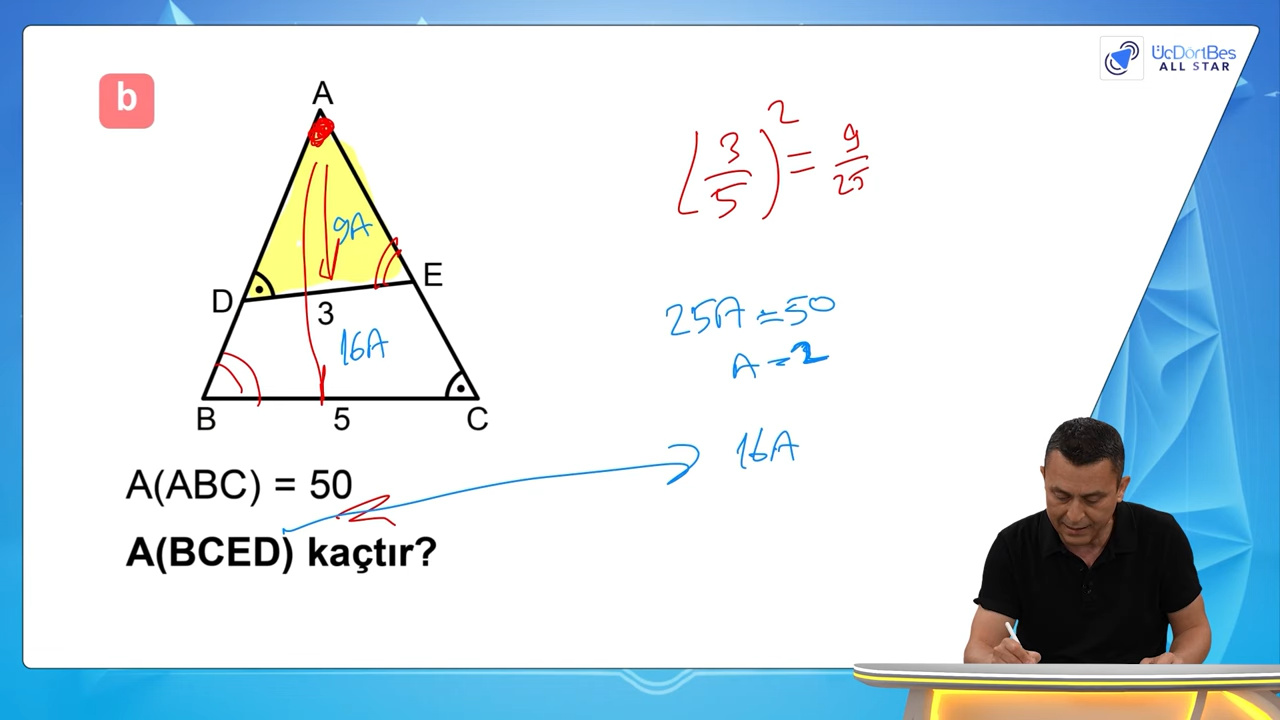 b
ÜçDörtBes
ALL STAR
A
(3/5)² = 9/25
9A
D
E
3
25A = 50
16A
A = 2
B
5
C
16A
A(ABC) = 50
A(BCED) kaçtır?